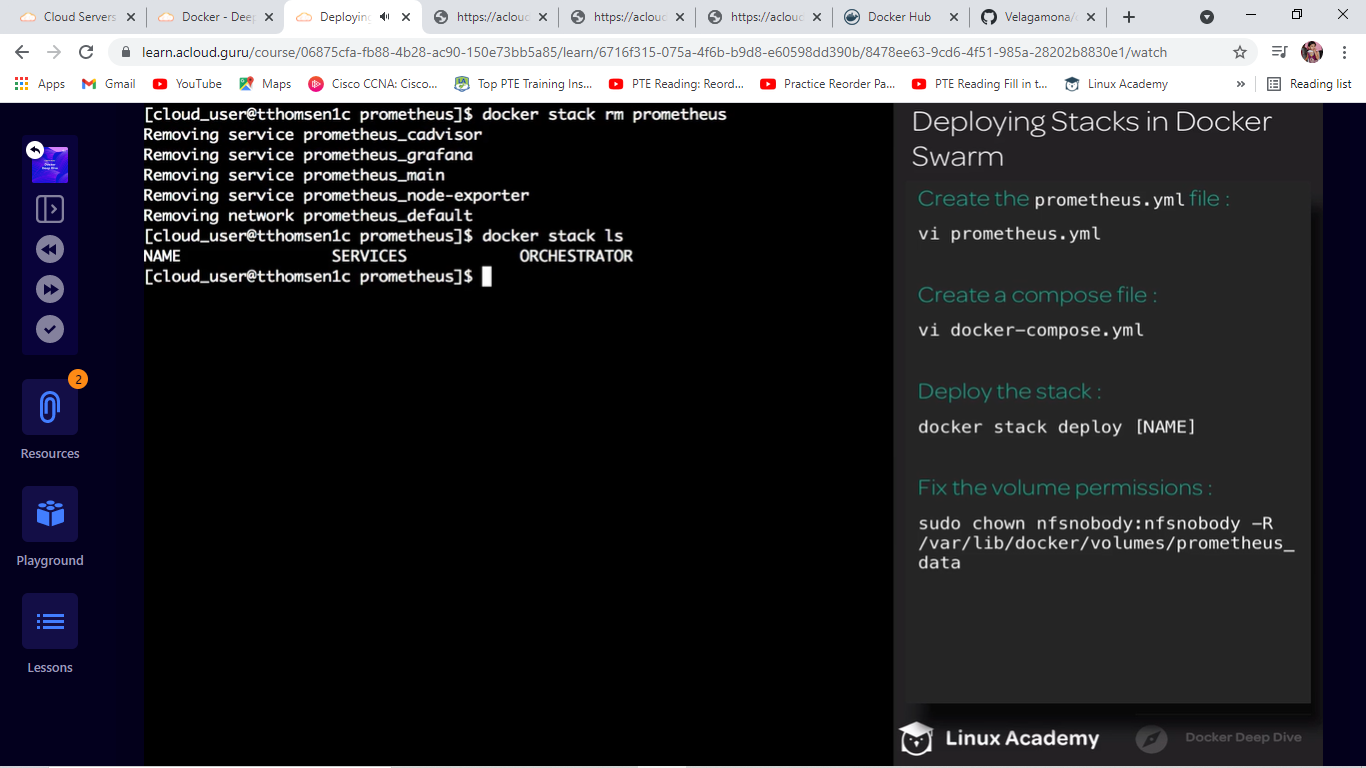 Cloud Servers
Docker - Deep
Deploying
https://acloud
https://acloud
https://acloud
Docker Hub
Velagamona/
learn.acloud.guru/course/06875cfa-fb88-4b28-ac90-150e73bb5a85/learn/6716f315-075a-4f6b-b9d8-e60598dd390b/8478ee63-9cd6-4f51-985a-28202b8830e1/watch
Apps
Gmail
YouTube
Maps
Cisco CCNA: Cisco...
Top PTE Training Ins...
PTE Reading: Reord...
Practice Reorder Pa...
PTE Reading Fill in t...
Linux Academy
»
Reading list
2
Resources
Playground
Lessons
[cloud_user@tthomsen1c prometheus]$ docker stack rm prometheus
Removing service prometheus_cadvisor
Removing service prometheus_grafana
Removing service prometheus_main
Removing service prometheus_node-exporter
Removing network prometheus_default
[cloud_user@tthomsen1c prometheus]$ docker stack ls
NAME SERVICES ORCHESTRATOR
[cloud_user@tthomsen1c prometheus]$
Deploying Stacks in Docker
Swarm
Create the prometheus.yml file :
vi prometheus.yml
Create a compose file :
vi docker-compose.yml
Deploy the stack :
docker stack deploy [NAME]
Fix the volume permissions :
sudo chown nfsnobody:nfsnobody -R
/var/lib/docker/volumes/prometheus_
data
Linux Academy
Docker Deep Dive